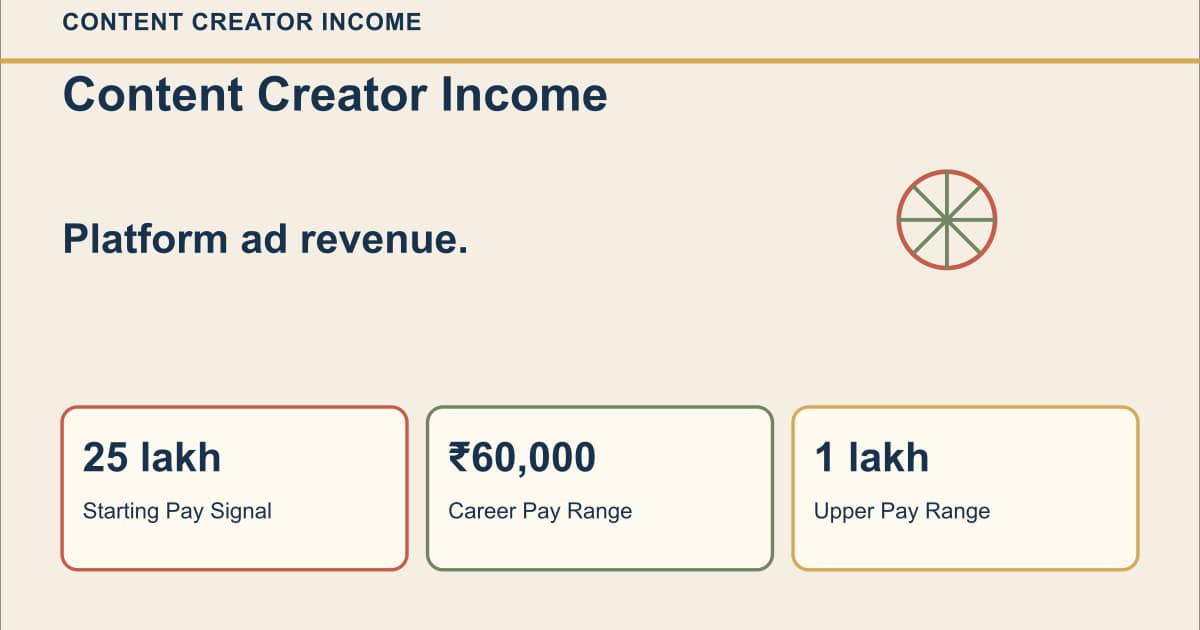 CONTENT CREATOR INCOME
Content Creator Income
Platform ad revenue.
25 lakh
Starting Pay Signal
₹60,000
Career Pay Range
1 lakh
Upper Pay Range